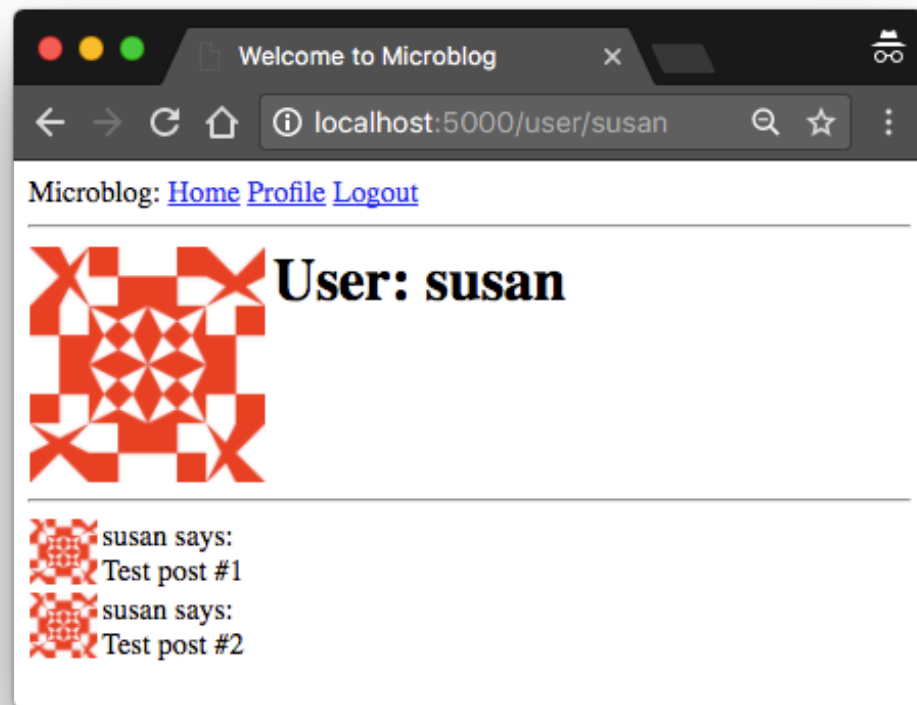 Welcome to Microblog
localhost:5000/user/susan
Microblog: Home Profile Logout
User: susan
susan says:
Test post #1
susan says:
Test post #2